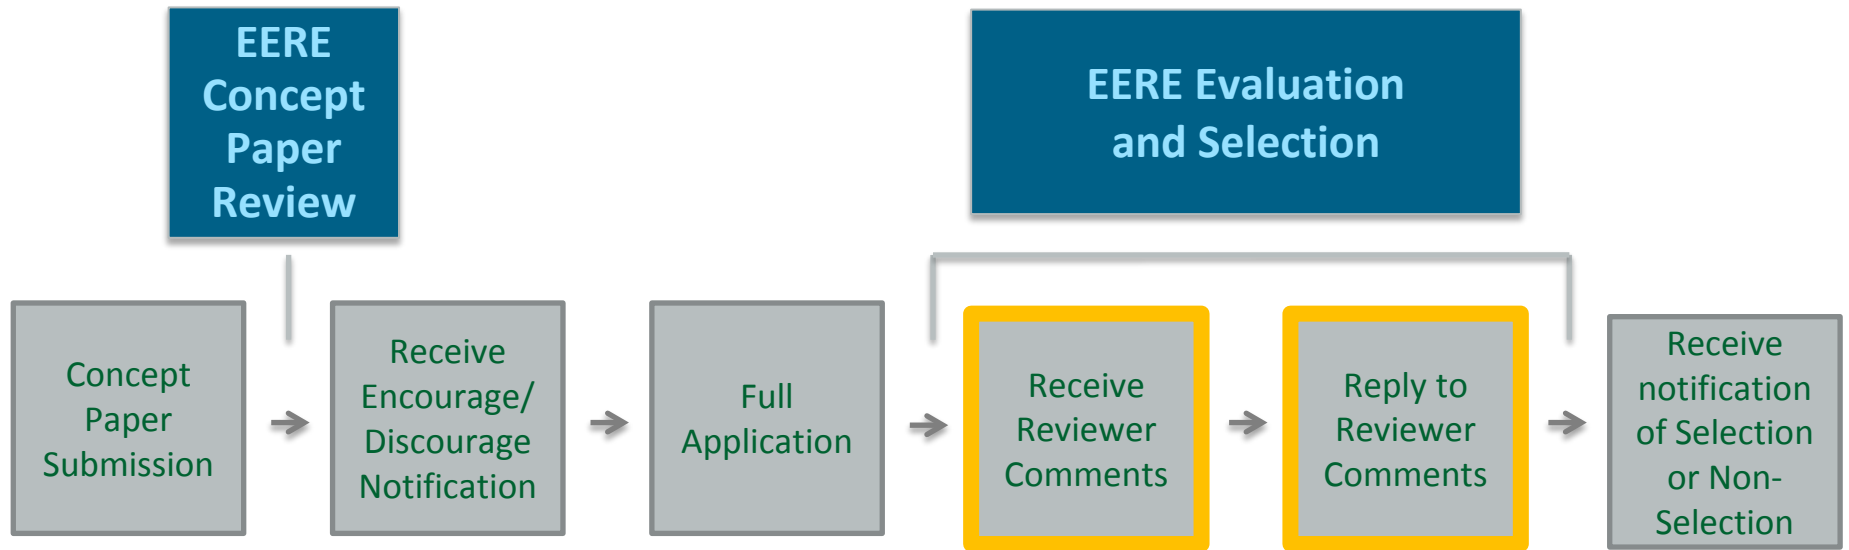 EERE
Concept
Paper
Review
EERE Evaluation
and Selection
Concept
Paper
Submission
Receive
Encourage/
Discourage
Notification
Full
Application
Receive
Reviewer
Comments
Reply to
Reviewer
Comments
Receive
notification
of Selection
or Non-
Selection